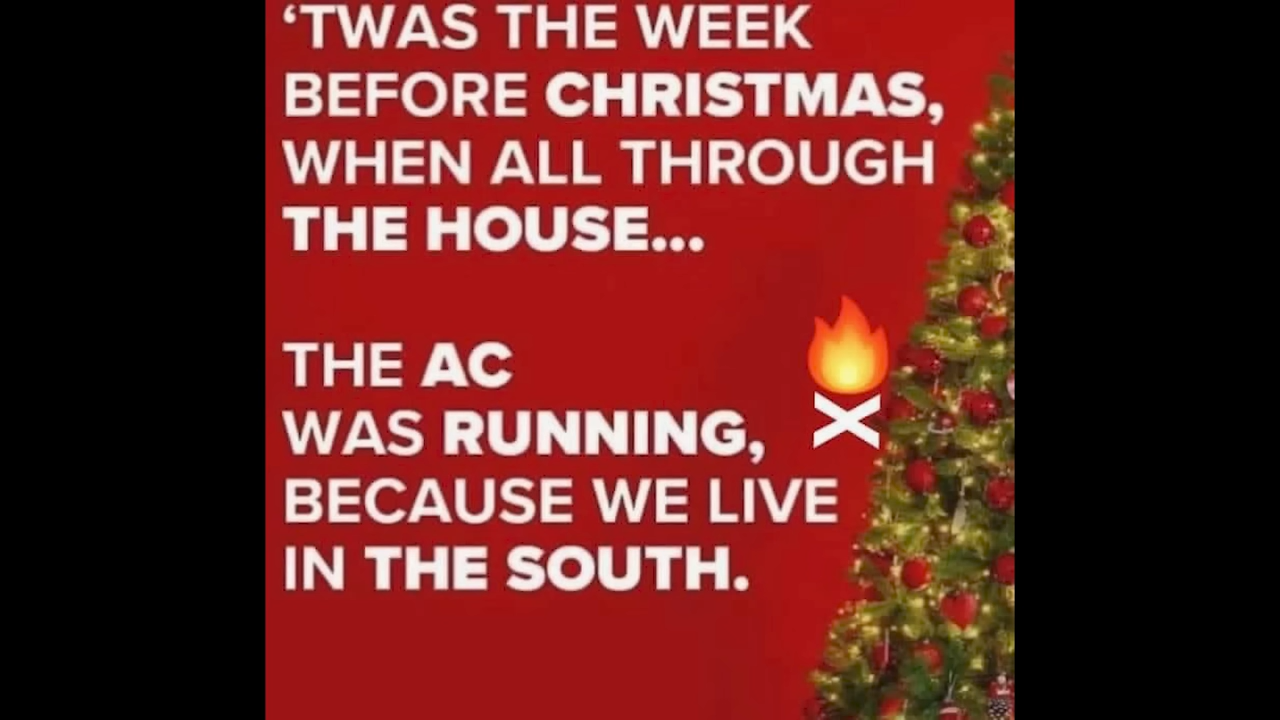 ‘TWAS THE WEEK
BEFORE CHRISTMAS,
WHEN ALL THROUGH
THE HOUSE...
THE AC
WAS RUNNING,
BECAUSE WE LIVE
IN THE SOUTH.
X